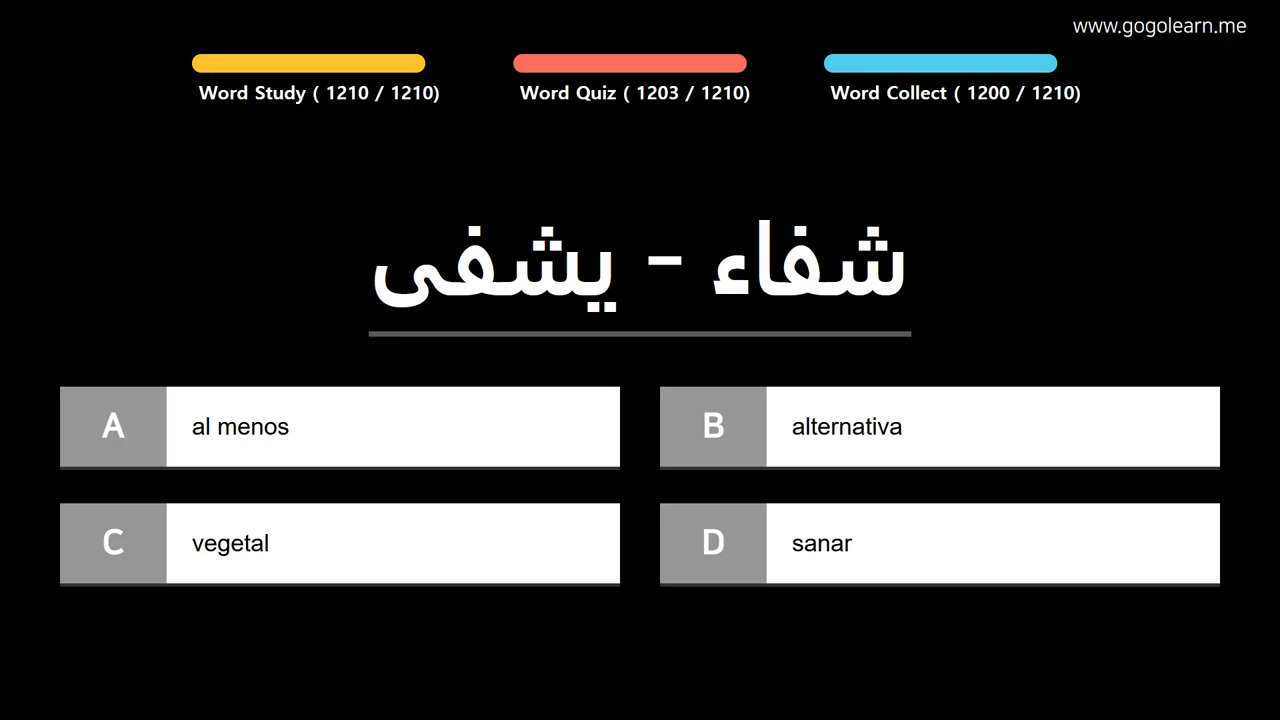 www.gogolearn.me
Word Study ( 1210 / 1210)
Word Quiz ( 1203 / 1210)
Word Collect ( 1200 / 1210)
شفاء - يشفى
A
al menos
B
alternativa
C
vegetal
D
sanar